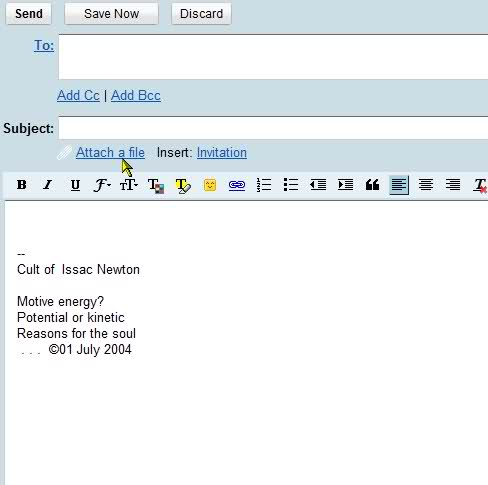 Send Save Now Discard
To:
Add Cc | Add Bcc
Subject:
Attach a file Insert: Invitation
B I U F T T T T
--
Cult of Issac Newton
Motive energy?
Potential or kinetic
Reasons for the soul
. . . ©01 July 2004